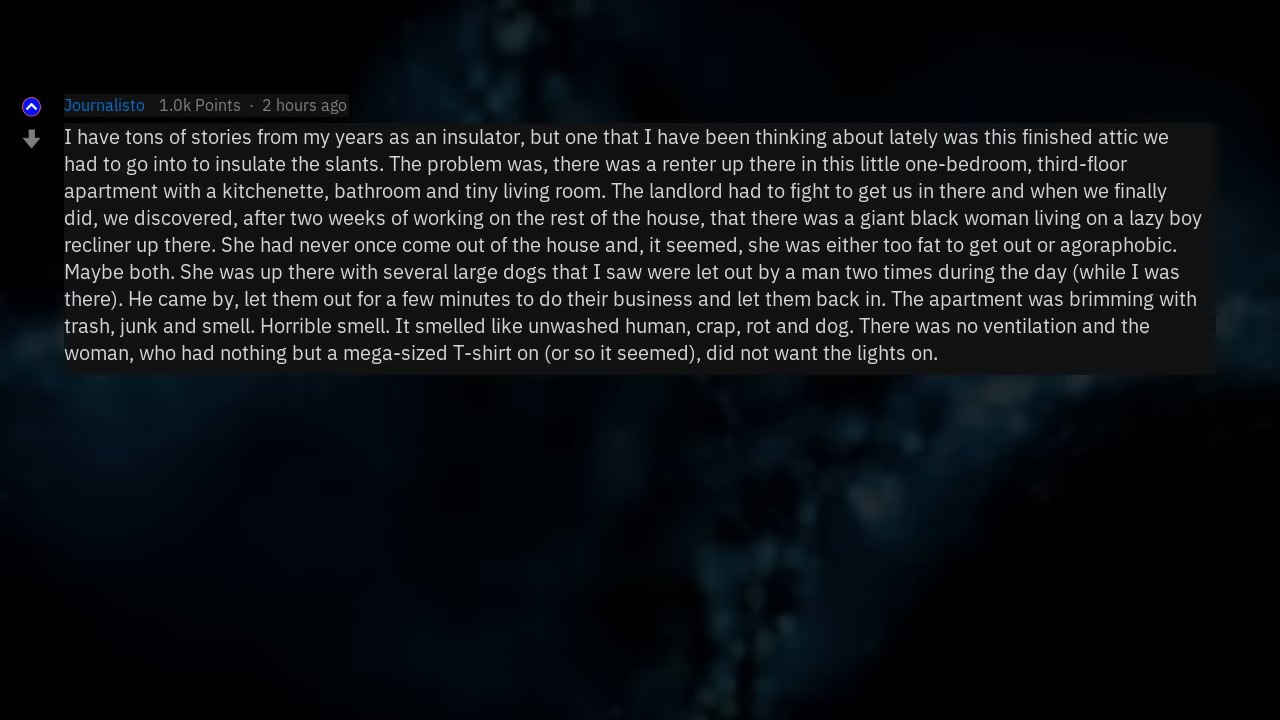 Journalisto 1.0k Points · 2 hours ago
I have tons of stories from my years as an insulator, but one that I have been thinking about lately was this finished attic we
had to go into to insulate the slants. The problem was, there was a renter up there in this little one-bedroom, third-floor
apartment with a kitchenette, bathroom and tiny living room. The landlord had to fight to get us in there and when we finally
did, we discovered, after two weeks of working on the rest of the house, that there was a giant black woman living on a lazy boy
recliner up there. She had never once come out of the house and, it seemed, she was either too fat to get out or agoraphobic.
Maybe both. She was up there with several large dogs that I saw were let out by a man two times during the day (while I was
there). He came by, let them out for a few minutes to do their business and let them back in. The apartment was brimming with
trash, junk and smell. Horrible smell. It smelled like unwashed human, crap, rot and dog. There was no ventilation and the
woman, who had nothing but a mega-sized T-shirt on (or so it seemed), did not want the lights on.